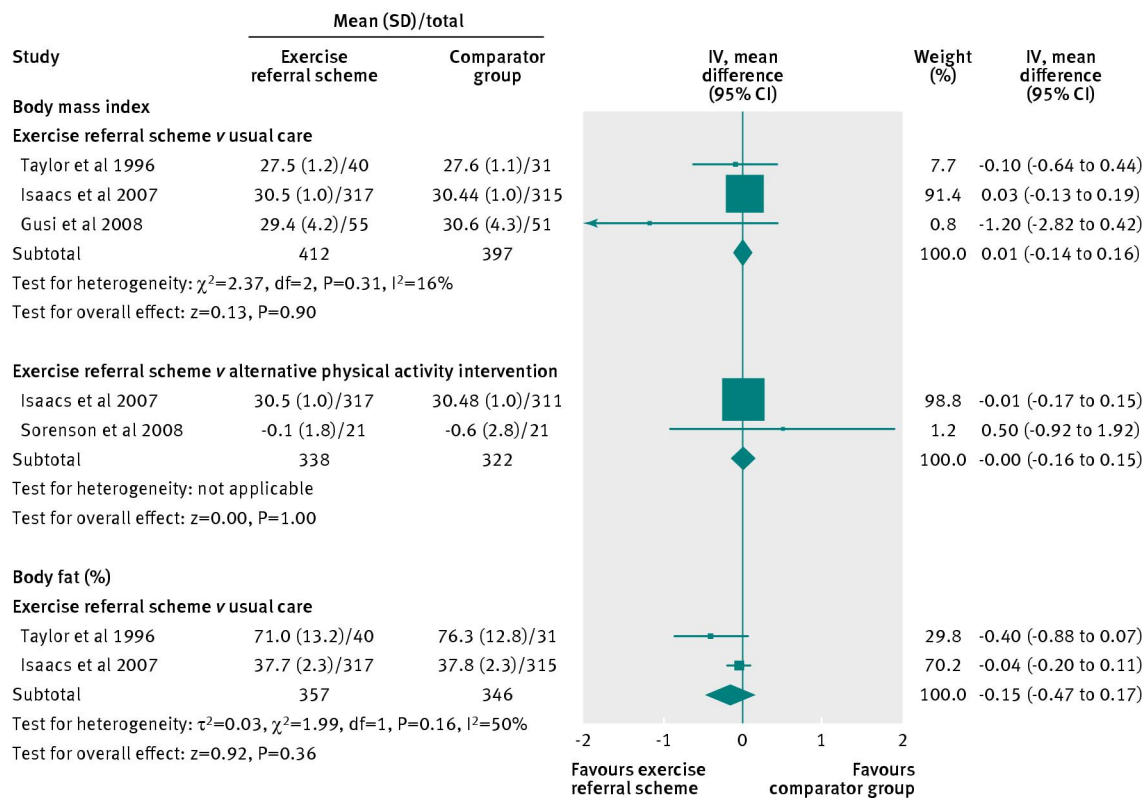 Mean (SD)/total
Study Exercise referral scheme Comparator group IV, mean difference (95% CI) Weight (%) IV, mean difference (95% CI)
Body mass index
Exercise referral scheme v usual care
Taylor et al 1996 27.5 (1.2)/40 27.6 (1.1)/31 7.7 -0.10 (-0.64 to 0.44)
Isaacs et al 2007 30.5 (1.0)/317 30.44 (1.0)/315 91.4 0.03 (-0.13 to 0.19)
Gusi et al 2008 29.4 (4.2)/55 30.6 (4.3)/51 0.8 -1.20 (-2.82 to 0.42)
Subtotal 412 397 100.0 0.01 (-0.14 to 0.16)
Test for heterogeneity: χ²=2.37, df=2, P=0.31, I²=16%
Test for overall effect: z=0.13, P=0.90
Exercise referral scheme v alternative physical activity intervention
Isaacs et al 2007 30.5 (1.0)/317 30.48 (1.0)/311 98.8 -0.01 (-0.17 to 0.15)
Sorenson et al 2008 -0.1 (1.8)/21 -0.6 (2.8)/21 1.2 0.50 (-0.92 to 1.92)
Subtotal 338 322 100.0 -0.00 (-0.16 to 0.15)
Test for heterogeneity: not applicable
Test for overall effect: z=0.00, P=1.00
Body fat (%)
Exercise referral scheme v usual care
Taylor et al 1996 71.0 (13.2)/40 76.3 (12.8)/31 29.8 -0.40 (-0.88 to 0.07)
Isaacs et al 2007 37.7 (2.3)/317 37.8 (2.3)/315 70.2 -0.04 (-0.20 to 0.11)
Subtotal 357 346 100.0 -0.15 (-0.47 to 0.17)
Test for heterogeneity: τ²=0.03, χ²=1.99, df=1, P=0.16, I²=50%
Test for overall effect: z=0.92, P=0.36
-2 -1 0 1 2
Favours exercise referral scheme Favours comparator group